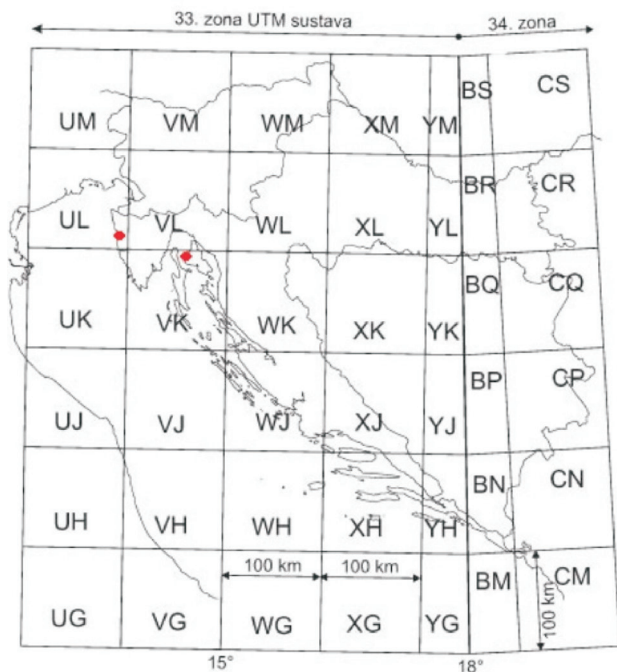 33. zona UTM sustava 34. zona
UM VM WM XM YM BS CS
UL VL WL XL YL BR CR
UK VK WK XK YK BQ CQ
UJ VJ WJ XJ YJ BP CP
UH VH WH XH YH BN CN
100 km 100 km
UG VG WG XG YG BM CM
100 km
15° 18°